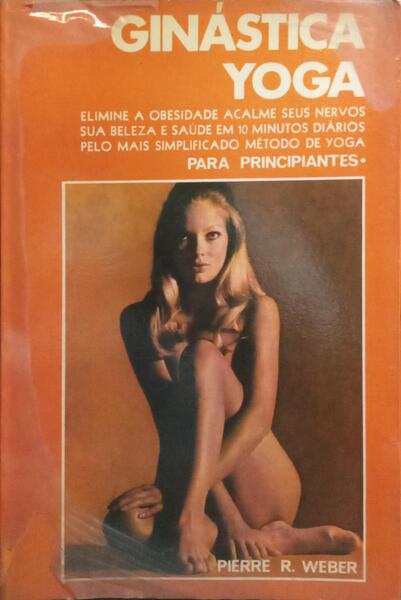 GINÁSTICA
YOGA
ELIMINE A OBESIDADE ACALME SEUS NERVOS
SUA BELEZA E SAÚDE EM 10 MINUTOS DIÁRIOS
PELO MAIS SIMPLIFICADO MÉTODO DE YOGA
PARA PRINCIPIANTES•
PIERRE R. WEBER